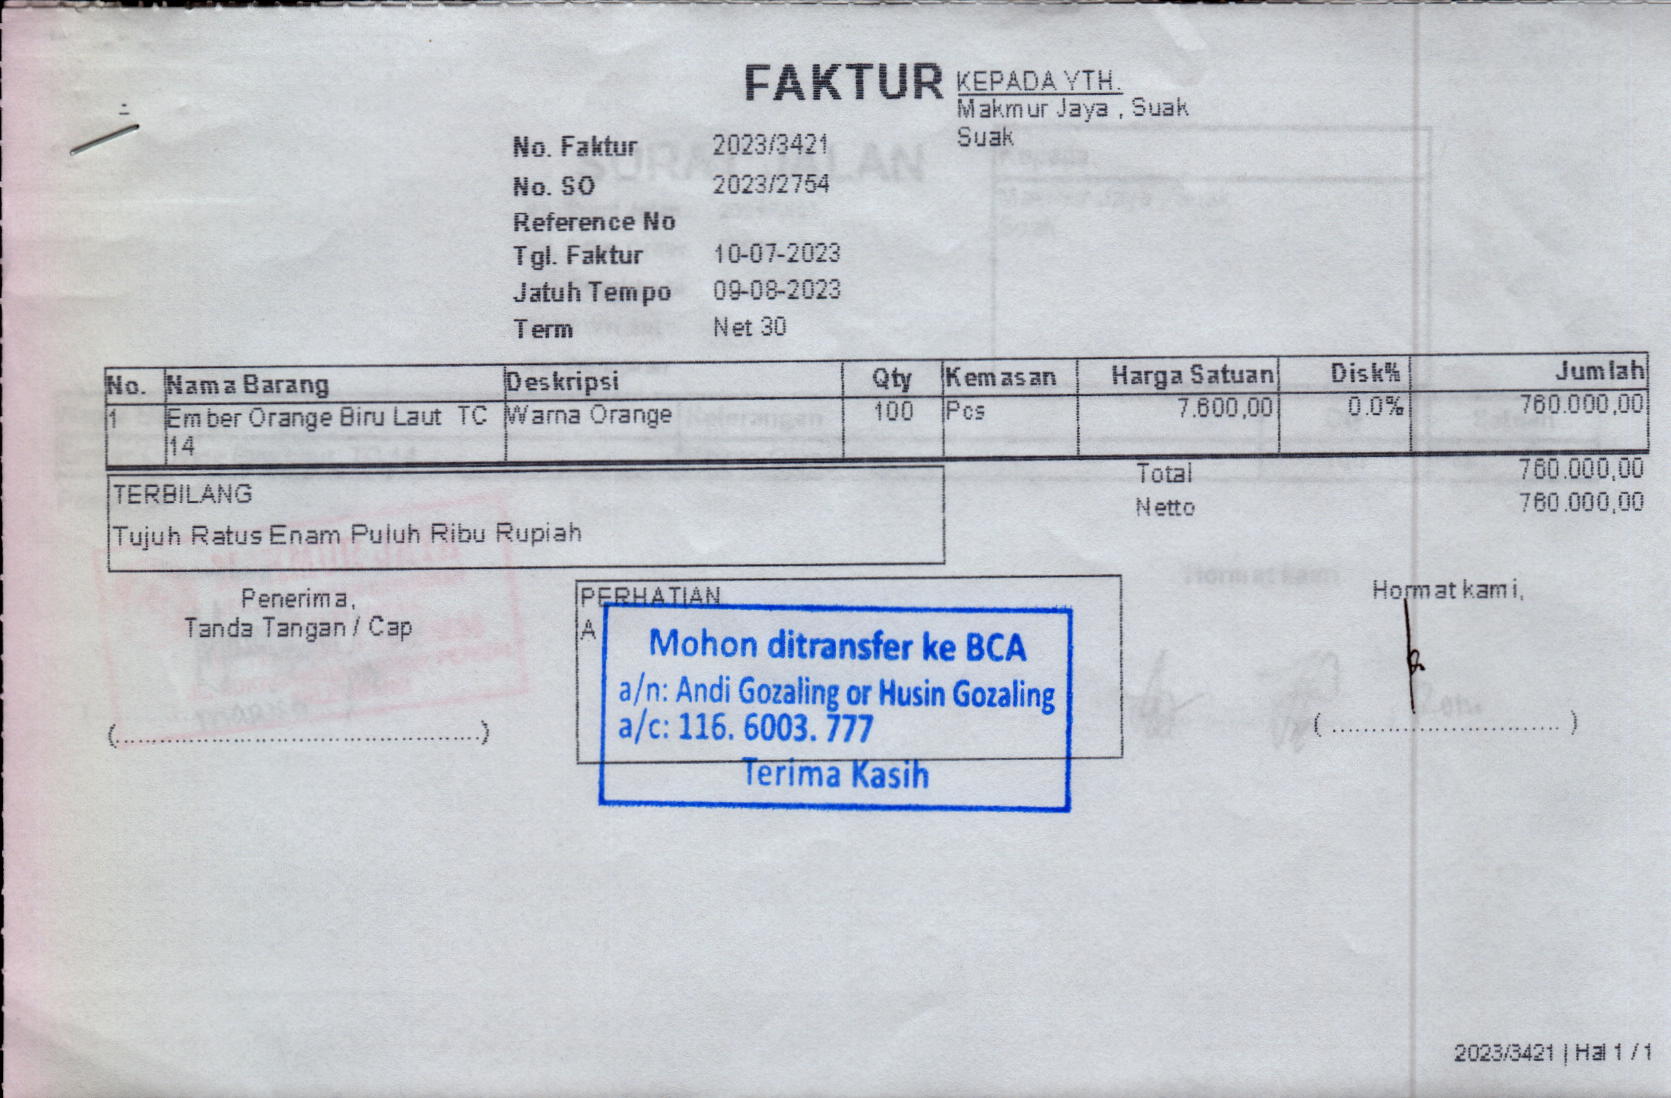 FAKTUR
KEPADA YTH.
Makmur Jaya , Suak
Suak
No. Faktur 2023/3421
No. SO 2023/2754
Reference No
Tgl. Faktur 10-07-2023
Jatuh Tempo 09-08-2023
Term Net 30
No. Nama Barang Deskripsi Qty Kemasan Harga Satuan Disk% Jumlah
1 Ember Orange Biru Laut TC Warna Orange 100 Pcs 7.600,00 0.0% 760.000,00
14
Total 760.000,00
Netto 760.000,00
TERBILANG
Tujuh Ratus Enam Puluh Ribu Rupiah
Penerima,
Tanda Tangan / Cap
(......................................................)
PERHATIAN
A
Mohon ditransfer ke BCA
a/n: Andi Gozaling or Husin Gozaling
a/c: 116. 6003. 777
Terima Kasih
Hormat kami,
( .................................. )
2023/3421 | Hal 1 / 1